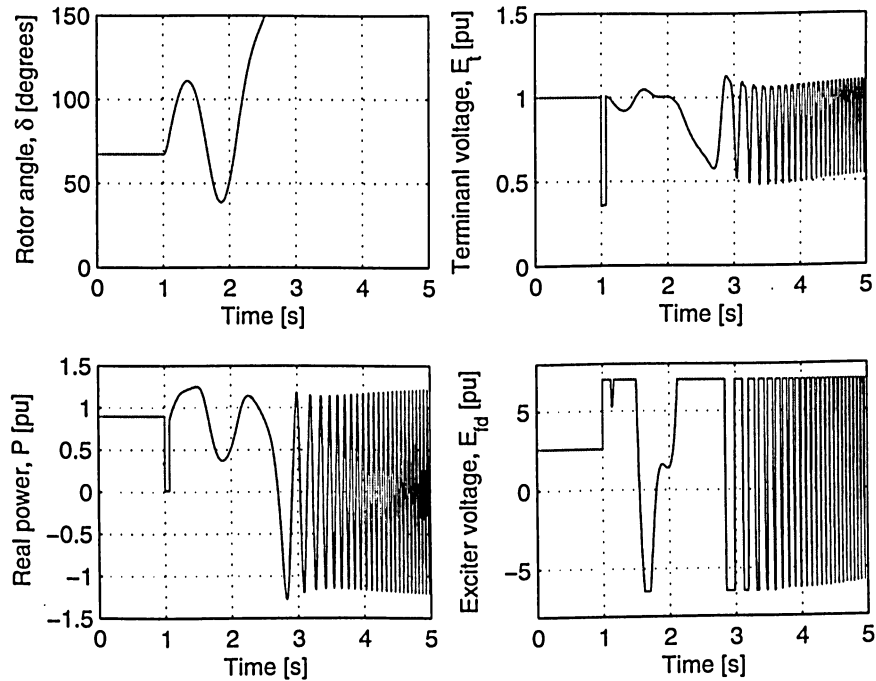 Rotor angle, δ [degrees]
150
100
50
0
0 1 2 3 4 5
Time [s]
Terminanl voltage, Et [pu]
1.5
1
0.5
0
0 1 2 3 4 5
Time [s]
Real power, P [pu]
1.5
1
0.5
0
−0.5
−1
−1.5
0 1 2 3 4 5
Time [s]
Exciter voltage, Efd [pu]
5
0
−5
0 1 2 3 4 5
Time [s]